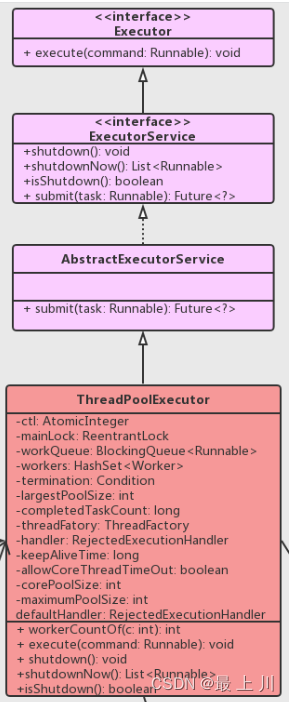 <<interface>>
Executor
+ execute(command: Runnable): void
<<interface>>
ExecutorService
+shutdown(): void
+shutdownNow(): List<Runnable>
+isShutdown(): boolean
+ submit(task: Runnable): Future<?>
AbstractExecutorService
+ submit(task: Runnable): Future<?>
ThreadPoolExecutor
-ctl: AtomicInteger
-mainLock: ReentrantLock
-workQueue: BlockingQueue<Runnable>
-workers: HashSet<Worker>
-termination: Condition
-largestPoolSize: int
-completedTaskCount: long
-threadFatory: ThreadFactory
-handler: RejectedExecutionHandler
-keepAliveTime: long
-allowCoreThreadTimeOut: boolean
-corePoolSize: int
-maximumPoolSize: int
defaultHandler: RejectedExecutionHandler
+ workerCountOf(c: int): int
+ execute(command: Runnable): void
+ shutdown(): void
+shutdownNow(): List<Runnable>
+isShutdown(): boolean
CSDN @最 上 川